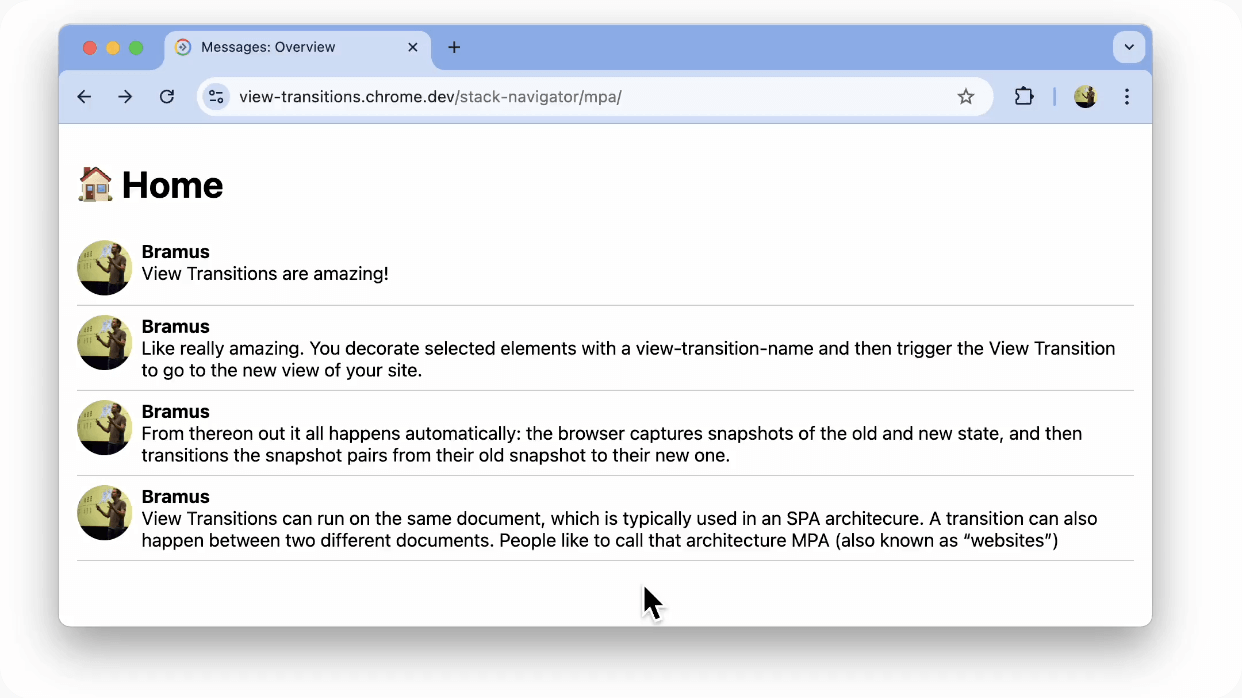 Messages: Overview
view-transitions.chrome.dev/stack-navigator/mpa/
Home
Bramus
View Transitions are amazing!
Bramus
Like really amazing. You decorate selected elements with a view-transition-name and then trigger the View Transition
to go to the new view of your site.
Bramus
From thereon out it all happens automatically: the browser captures snapshots of the old and new state, and then
transitions the snapshot pairs from their old snapshot to their new one.
Bramus
View Transitions can run on the same document, which is typically used in an SPA architecure. A transition can also
happen between two different documents. People like to call that architecture MPA (also known as “websites”)